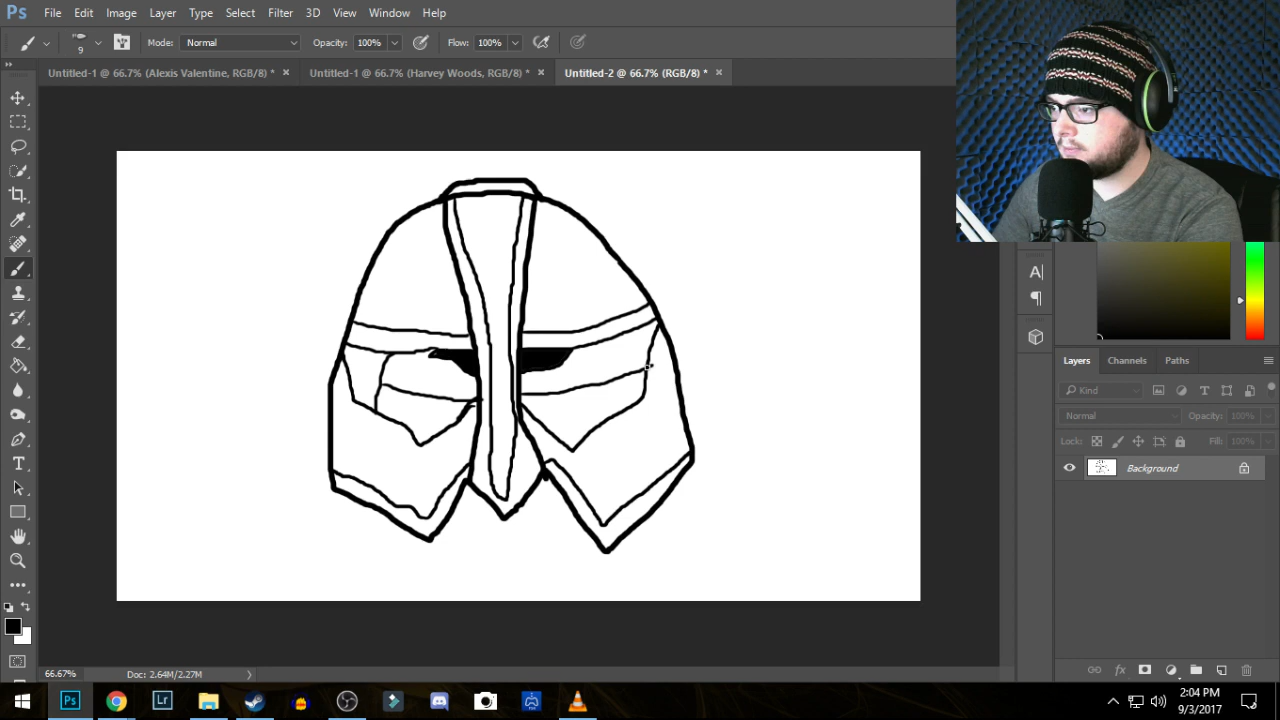 Ps File Edit Image Layer Type Select Filter 3D View Window Help
9 Mode: Normal Opacity: 100% Flow: 100%
Untitled-1 @ 66.7% (Alexis Valentine, RGB/8) * × Untitled-1 @ 66.7% (Harvey Woods, RGB/8) * × Untitled-2 @ 66.7% (RGB/8) * ×
A
Layers Channels Paths
Kind
Normal Opacity: 100%
Lock: Fill: 100%
Background
66.67% Doc: 2.64M/2.27M
Ps Lr
2:04 PM
9/3/2017